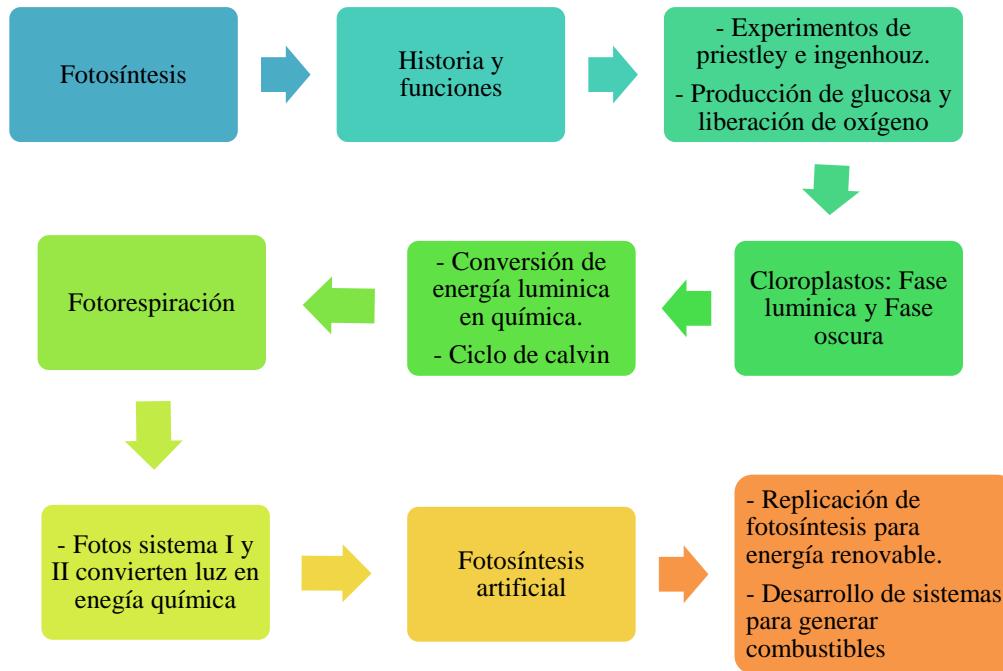 Fotosíntesis
Historia y
funciones
- Experimentos de
priestley e ingenhouz.
- Producción de glucosa y
liberación de oxígeno
Cloroplastos: Fase
luminica y Fase
oscura
- Conversión de
energía luminica
en química.
- Ciclo de calvin
Fotorespiración
- Fotos sistema I y
II convierten luz en
enegía química
Fotosíntesis
artificial
- Replicación de
fotosíntesis para
energía renovable.
- Desarrollo de sistemas
para generar
combustibles